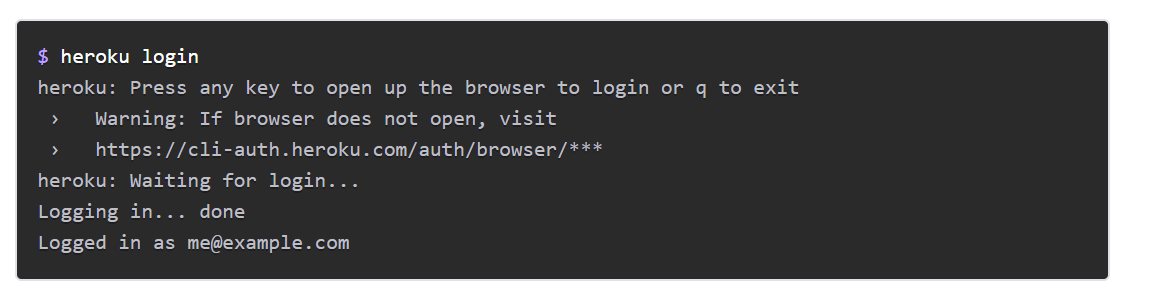 $ heroku login
heroku: Press any key to open up the browser to login or q to exit
 ›   Warning: If browser does not open, visit
 ›   https://cli-auth.heroku.com/auth/browser/***
heroku: Waiting for login...
Logging in... done
Logged in as me@example.com